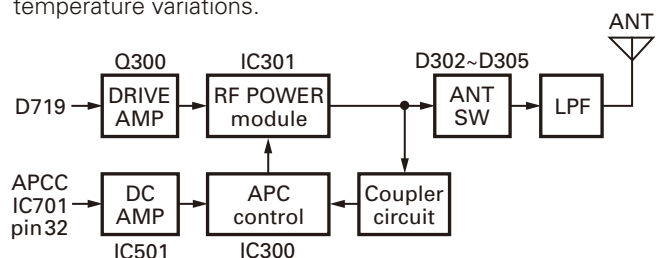 temperature variations.
ANT
Q300
IC301
D302~D305
D719
DRIVE
AMP
RF POWER
module
ANT
SW
LPF
APCC
IC701
pin32
DC
AMP
APC
control
Coupler
circuit
IC501
IC300